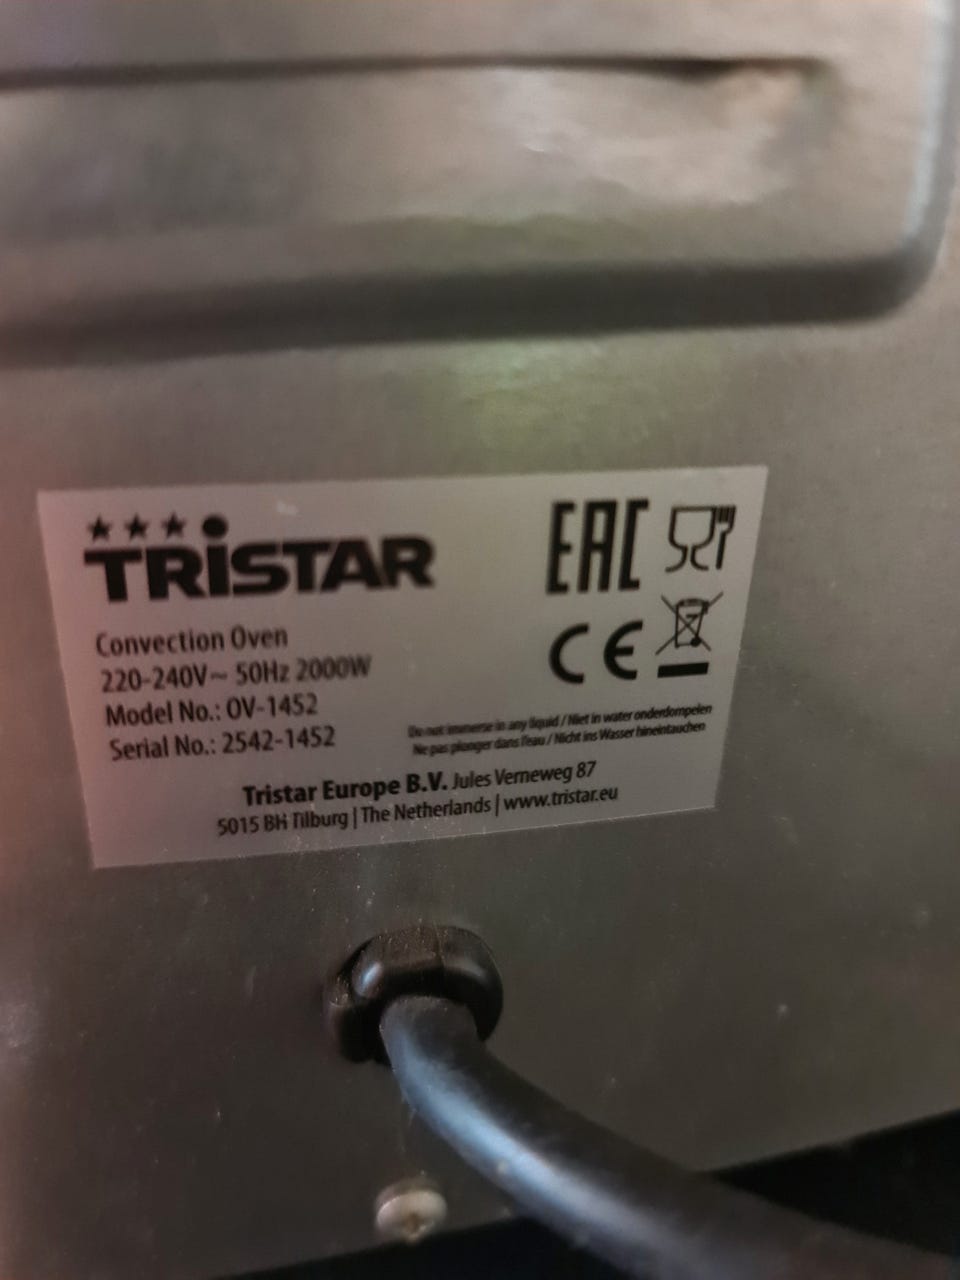 TRiSTAR
EAC
Convection Oven
CE
220-240V~ 50Hz 2000W
Model No.: OV-1452
Serial No.: 2542-1452
Do not immerse in any liquid / Niet in water onderdompelen
Ne pas plonger dans l'eau / Nicht ins Wasser hineintauchen
Tristar Europe B.V. Jules Verneweg 87
5015 BH Tilburg | The Netherlands | www.tristar.eu